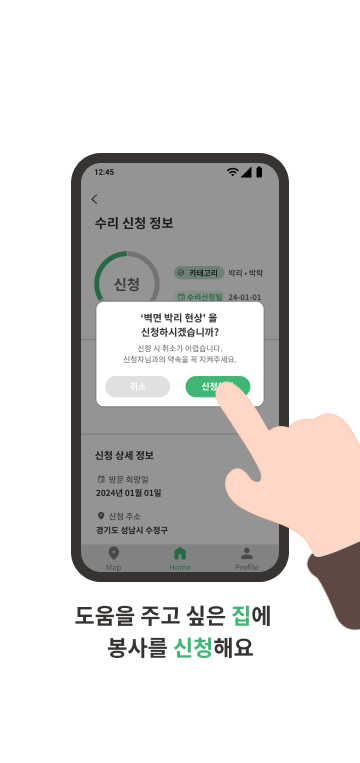 12:45
수리 신청 정보
신청
카테고리 박리 • 박락
수리신청일 24-01-01
‘벽면 박리 현상' 을
신청하시겠습니까?
신청 시 취소가 어렵습니다.
신청자님과의 약속을 꼭 지켜주세요.
취소
신청 상세 정보
방문 희망일
2024년 01월 01일
신청 주소
경기도 성남시 수정구
Map Home Profile
도움을 주고 싶은 집에
봉사를 신청해요